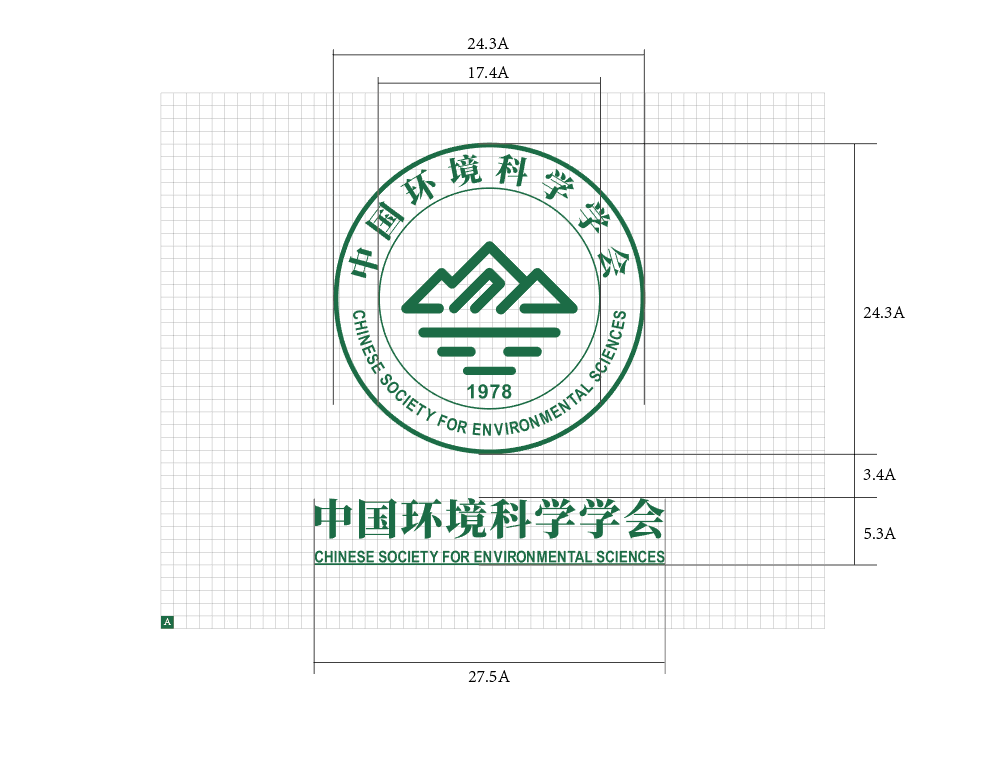 24.3A
17.4A
中国环境科学学会
24.3A
CHINESE SOCIETY FOR ENVIRONMENTAL SCIENCES
1978
3.4A
中国环境科学学会
5.3A
CHINESE SOCIETY FOR ENVIRONMENTAL SCIENCES
A
27.5A